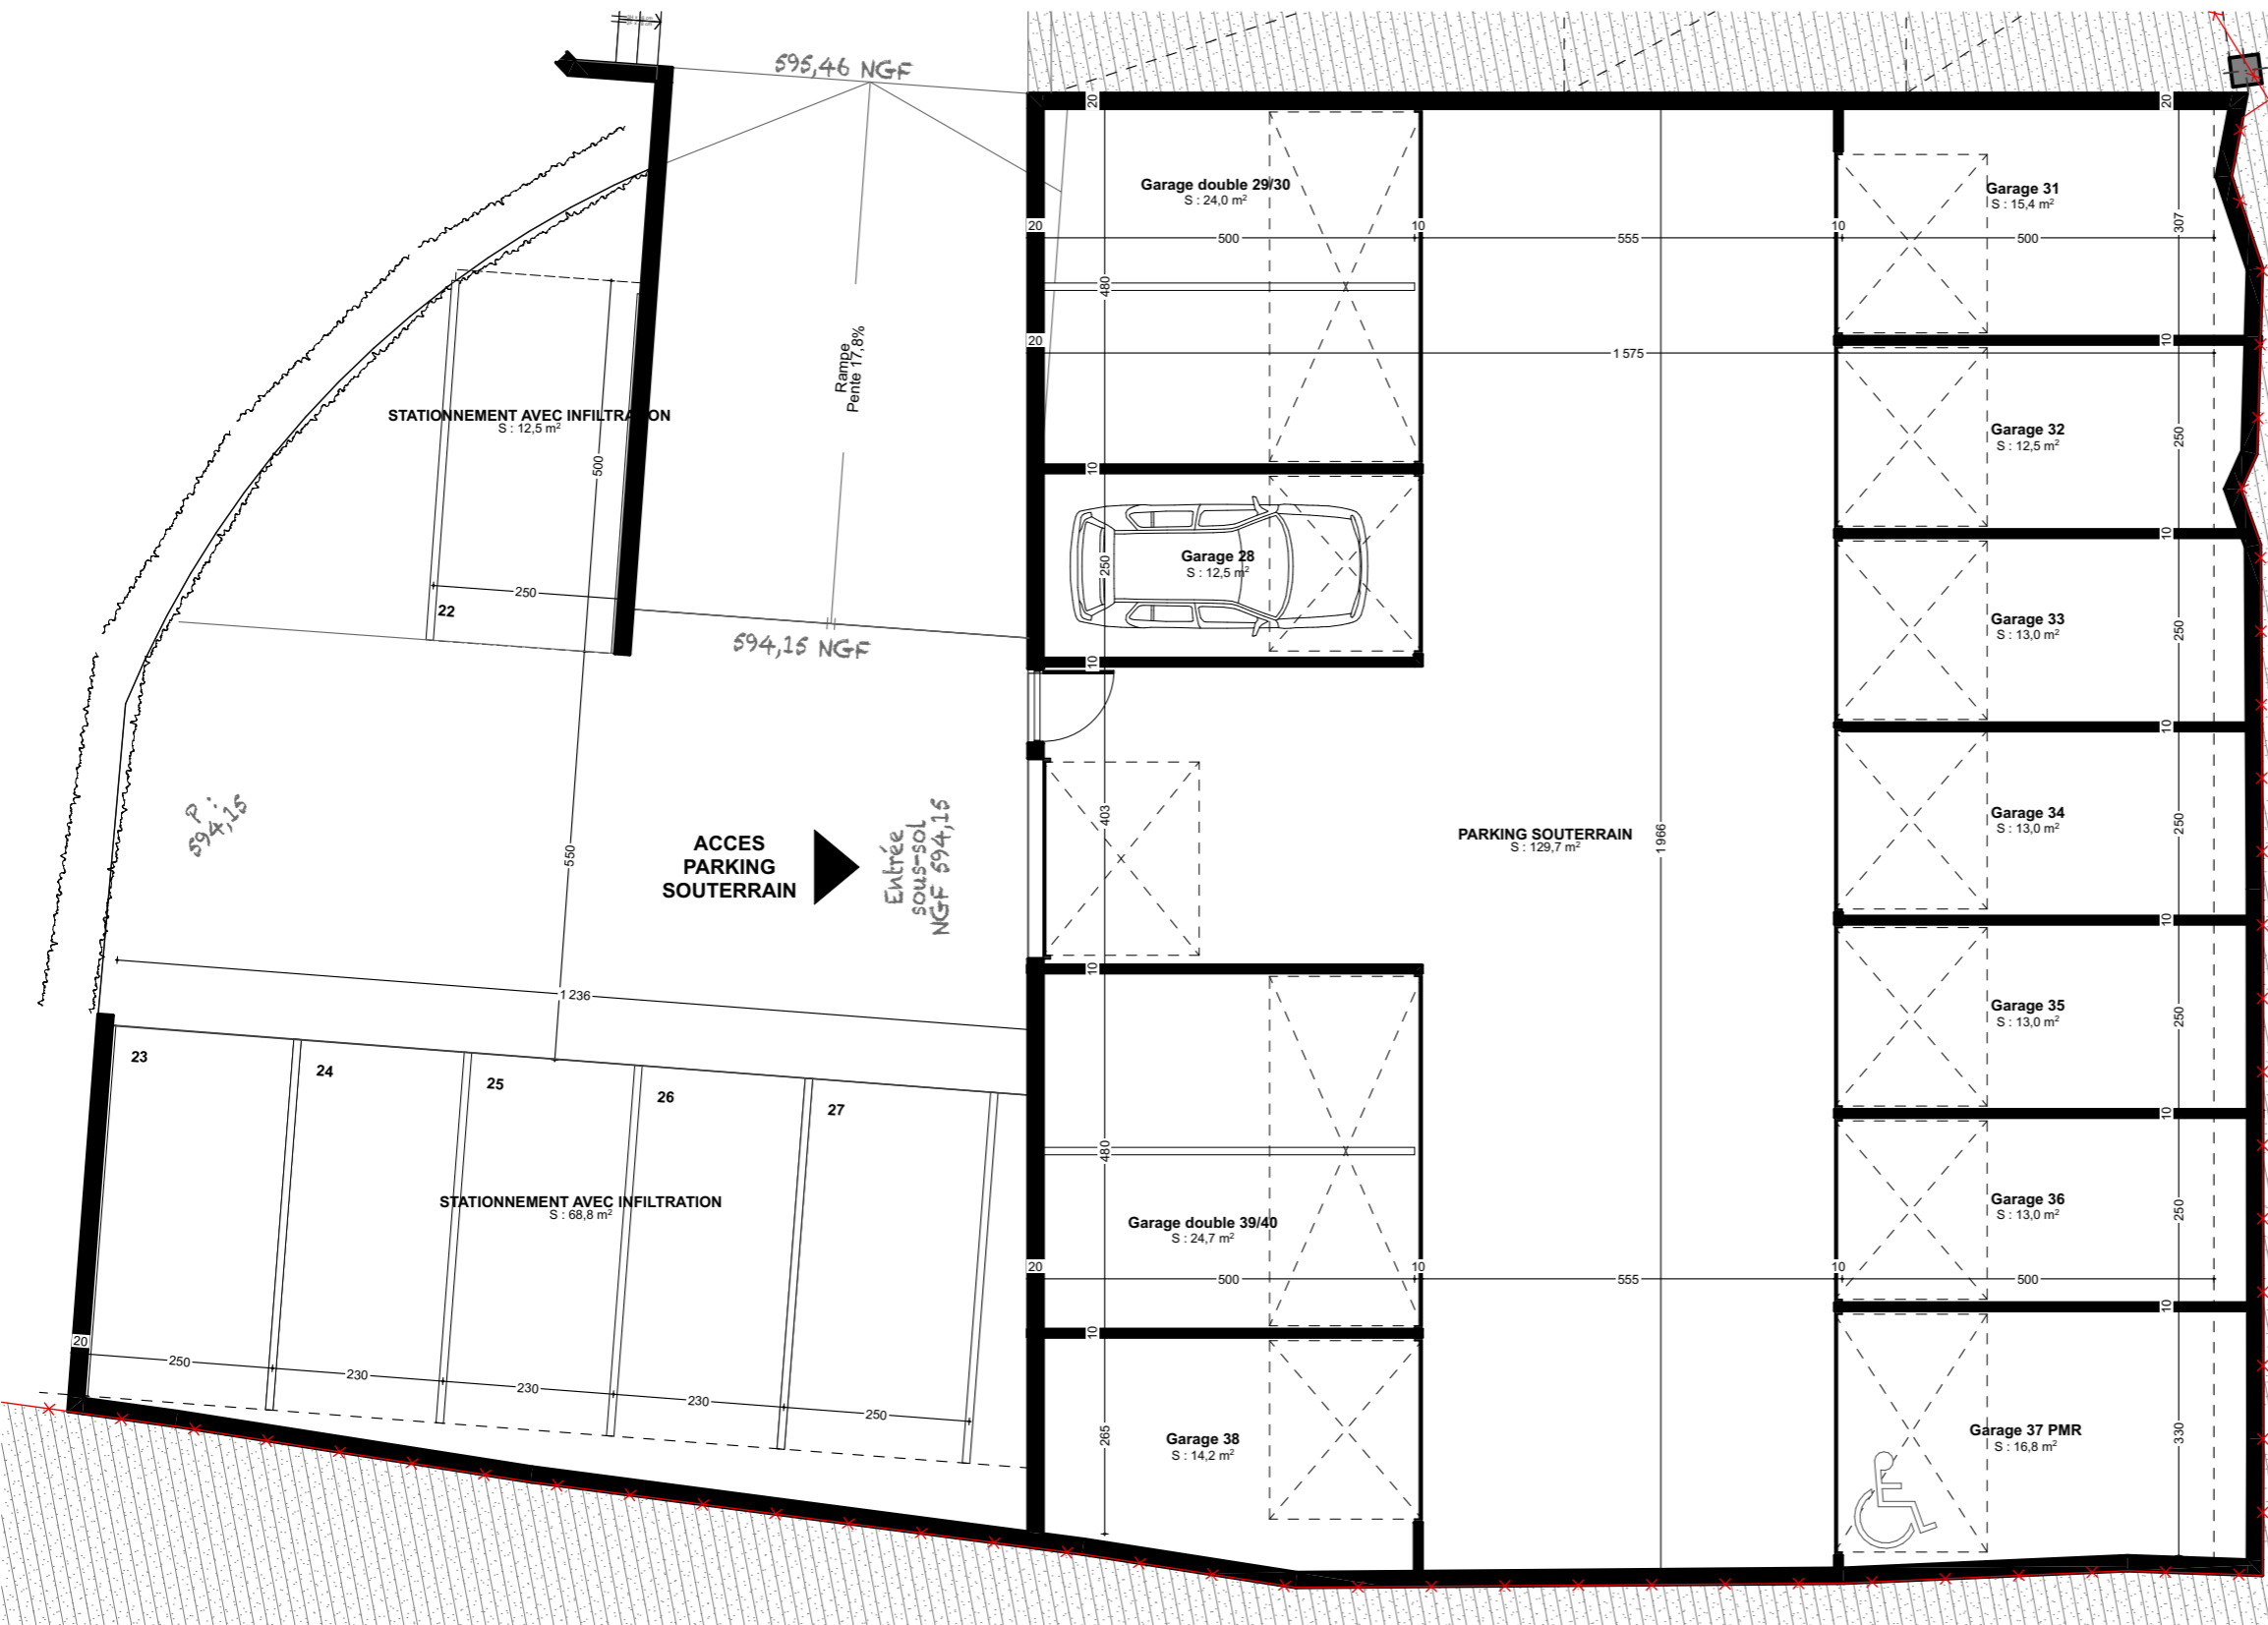 595,46 NGF
20
20
Garage double 29/30
S : 24,0 m²
Garage 31
S : 15,4 m²
20
500
10
555
10
500
307
480
20
1 575
10
Rampe
Pente 17,8%
STATIONNEMENT AVEC INFILTRATION
S : 12,5 m²
500
Garage 32
S : 12,5 m²
250
10
10
Garage 28
S : 12,5 m²
250
250
22
594,15 NGF
10
Garage 33
S : 13,0 m²
250
10
P :
594,15
ACCES
PARKING
SOUTERRAIN
Entrée
sous-sol
NGF 594,15
550
403
PARKING SOUTERRAIN
S : 129,7 m²
1 966
Garage 34
S : 13,0 m²
250
10
10
1 236
Garage 35
S : 13,0 m²
250
23
24
25
26
27
10
480
STATIONNEMENT AVEC INFILTRATION
S : 68,8 m²
Garage double 39/40
S : 24,7 m²
Garage 36
S : 13,0 m²
250
20
500
10
555
10
500
10
10
20
250
230
230
230
250
265
Garage 38
S : 14,2 m²
Garage 37 PMR
S : 16,8 m²
330